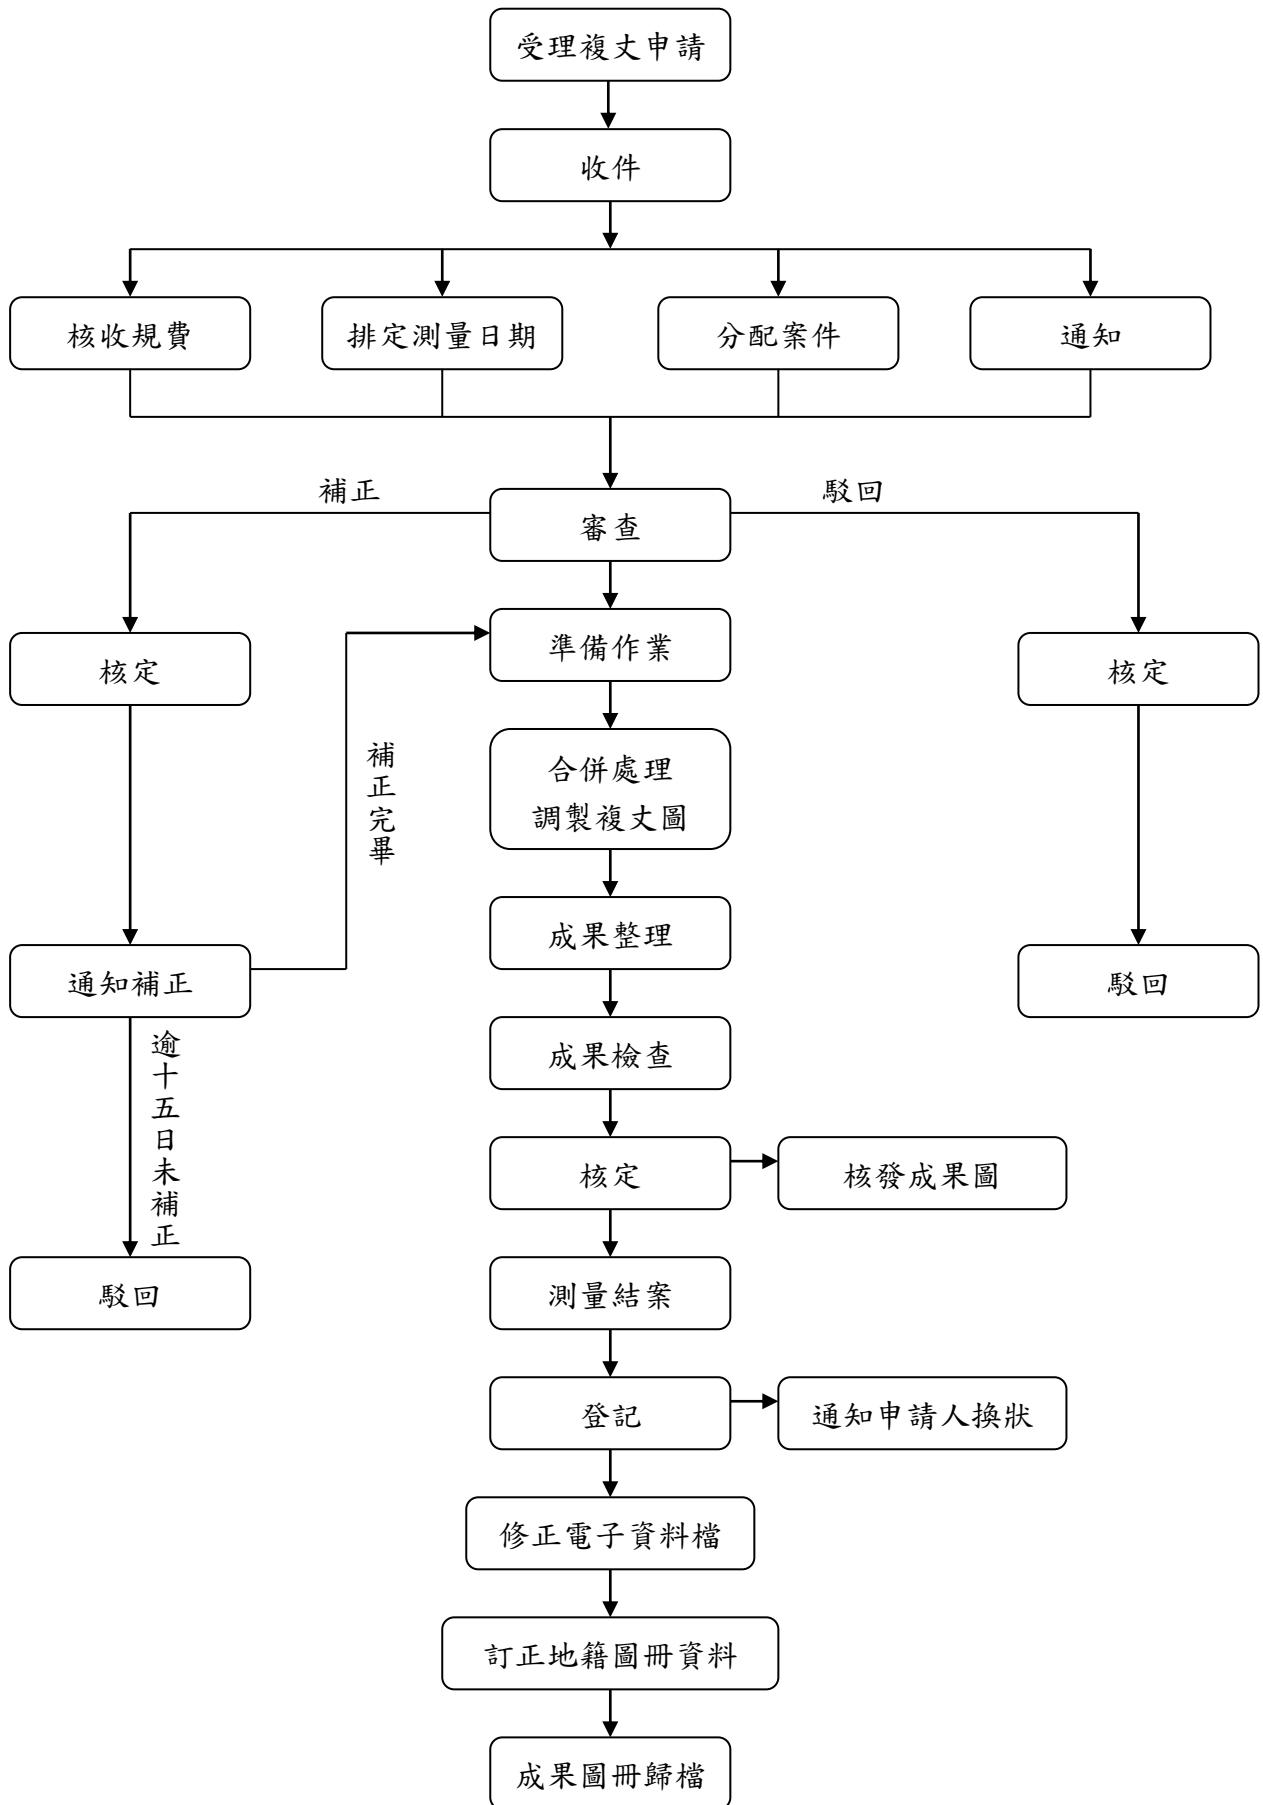 受理複丈申請
收件
核收規費
排定測量日期
分配案件
通知
補正
駁回
審查
準備作業
核定
核定
補正完畢
合併處理
調製複丈圖
成果整理
通知補正
駁回
逾十五日未補正
成果檢查
核定
核發成果圖
駁回
測量結案
登記
通知申請人換狀
修正電子資料檔
訂正地籍圖冊資料
成果圖冊歸檔